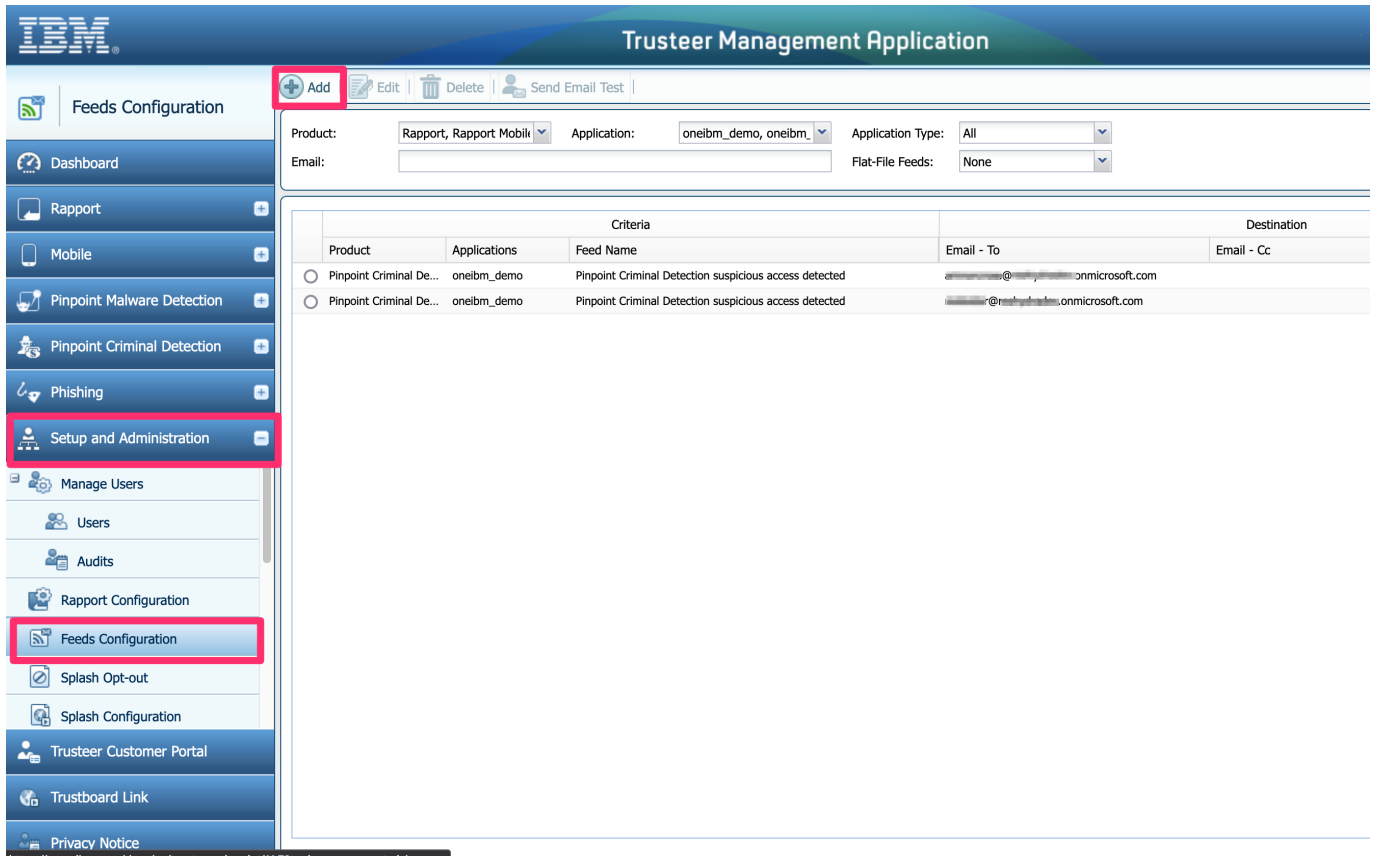 IBM®
Trusteer Management Application
Feeds Configuration
Add
Edit
Delete
Send Email Test
Product:
Rapport, Rapport Mobile
Application:
oneibm_demo, oneibm_
Application Type:
All
Email:
Flat-File Feeds:
None
Dashboard
Rapport
Mobile
Pinpoint Malware Detection
Pinpoint Criminal Detection
Phishing
Setup and Administration
Manage Users
Users
Audits
Rapport Configuration
Feeds Configuration
Splash Opt-out
Splash Configuration
Trusteer Customer Portal
Trustboard Link
Privacy Notice
Criteria
Destination
Product
Applications
Feed Name
Email - To
Email - Cc
Pinpoint Criminal De...
oneibm_demo
Pinpoint Criminal Detection suspicious access detected
@
onmicrosoft.com
Pinpoint Criminal De...
oneibm_demo
Pinpoint Criminal Detection suspicious access detected
.onmicrosoft.com